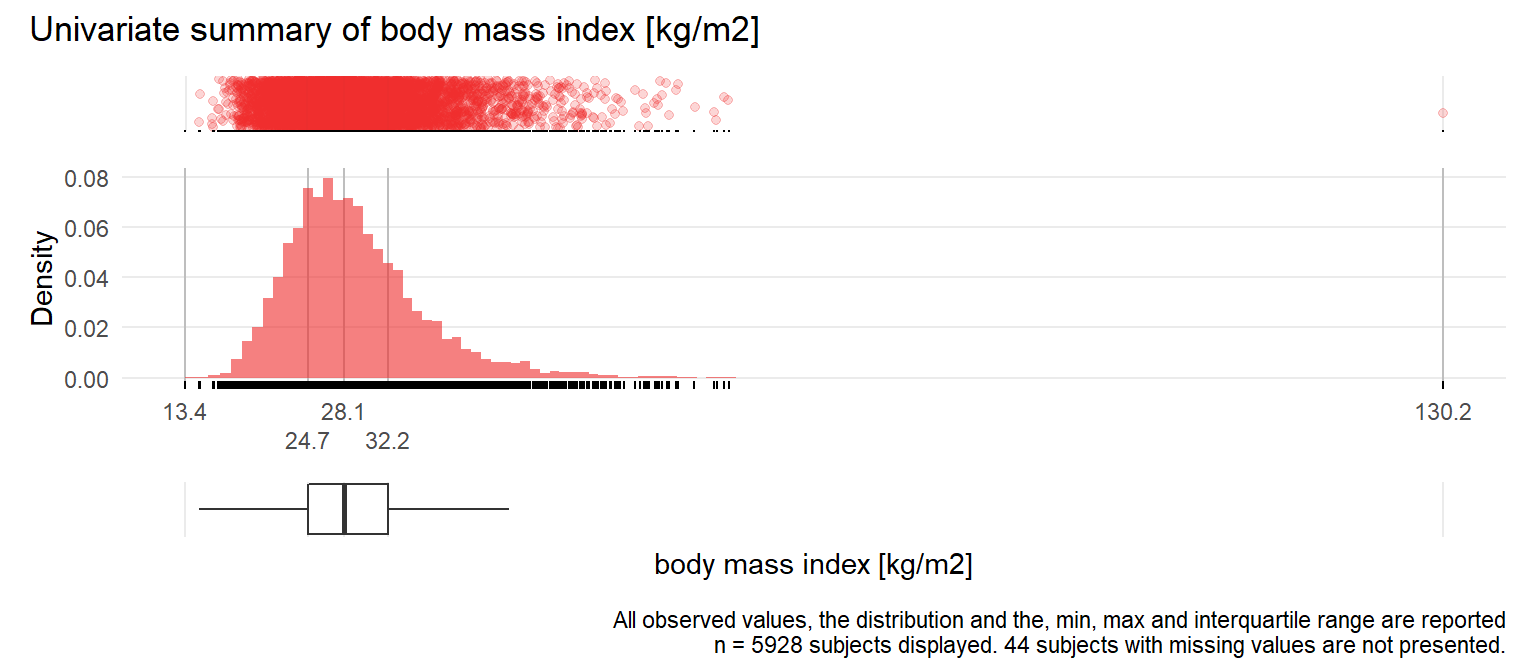 Univariate summary of body mass index [kg/m2]
0.08
0.06
0.04
0.02
0.00
Density
13.4 28.1 130.2
24.7 32.2
body mass index [kg/m2]
All observed values, the distribution and the, min, max and interquartile range are reported
n = 5928 subjects displayed. 44 subjects with missing values are not presented.